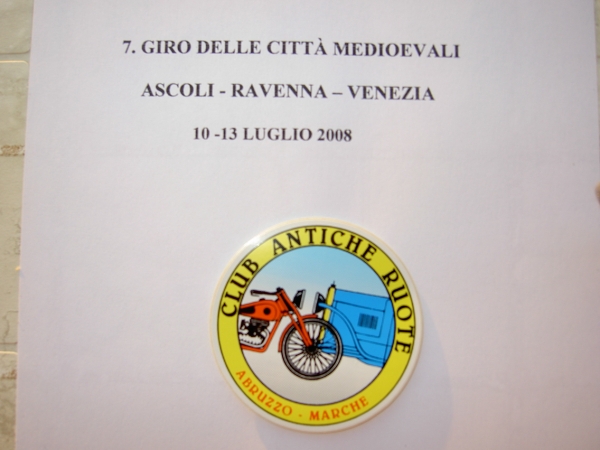 7. GIRO DELLE CITTÀ MEDIOEVALI
ASCOLI - RAVENNA – VENEZIA
10 -13 LUGLIO 2008
CLUB ANTICHE RUOTE
ABRUZZO - MARCHE